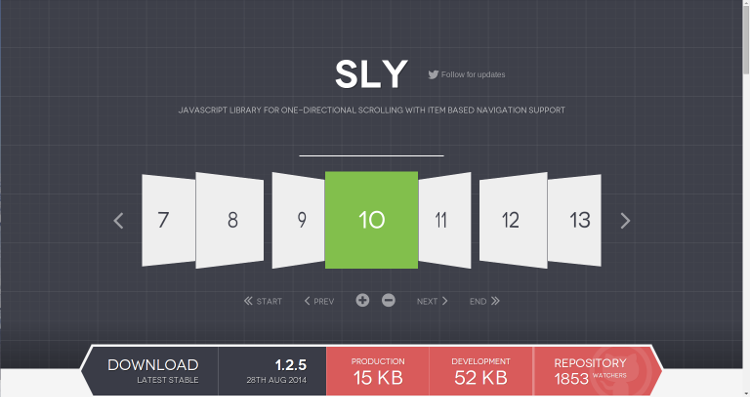 SLY
Follow for updates
JAVASCRIPT LIBRARY FOR ONE-DIRECTIONAL SCROLLING WITH ITEM BASED NAVIGATION SUPPORT
7 8 9 10 11 12 13
START PREV NEXT END
DOWNLOAD
LATEST STABLE
1.2.5
28TH AUG 2014
PRODUCTION
15 KB
DEVELOPMENT
52 KB
REPOSITORY
1853 WATCHERS